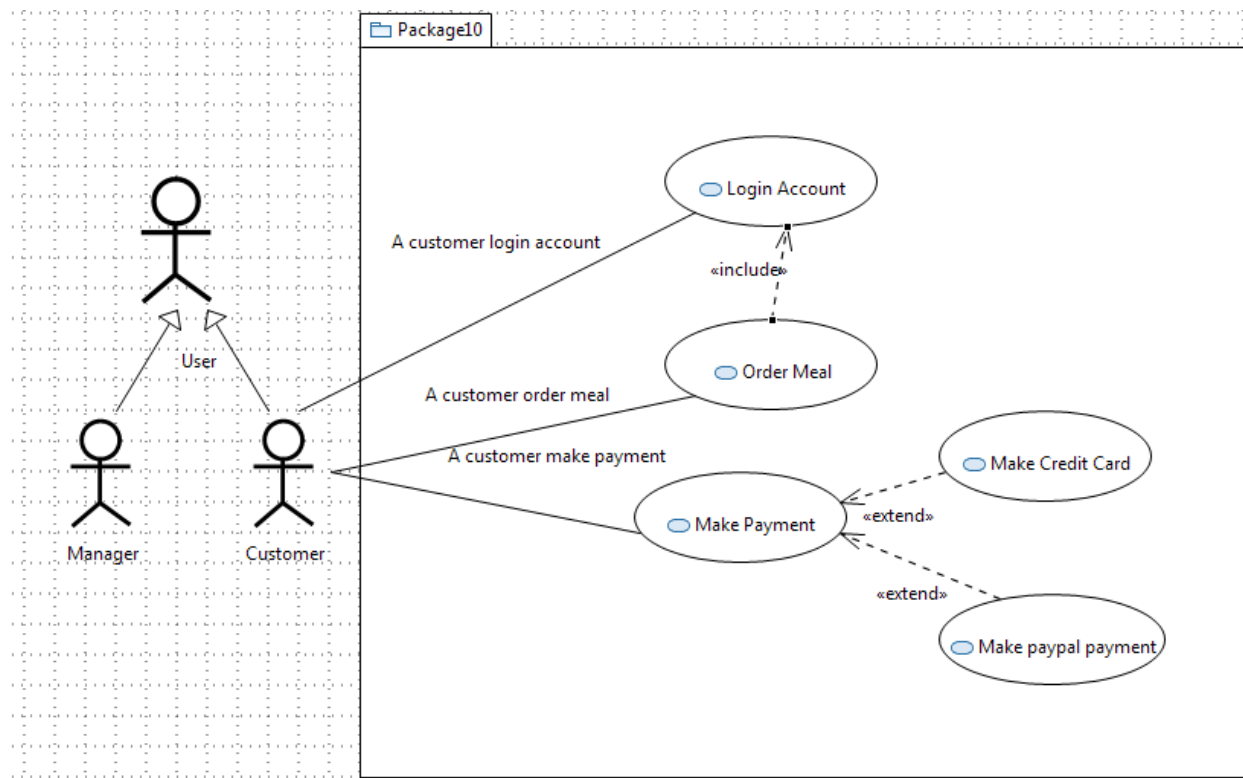 Package10
Login Account
A customer login account
«include»
User
Order Meal
A customer order meal
A customer make payment
Make Credit Card
Make Payment
«extend»
Manager
Customer
«extend»
Make paypal payment